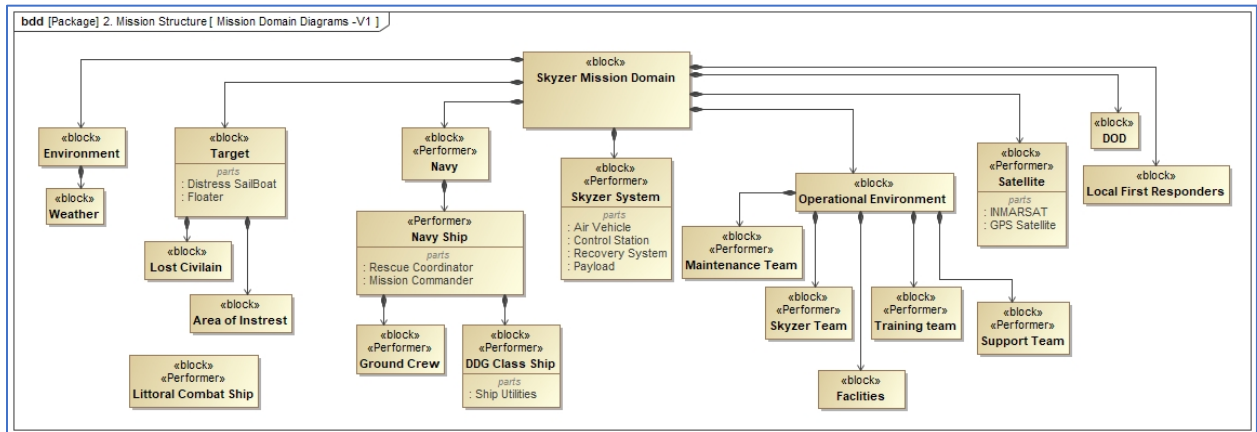 bdd [Package] 2. Mission Structure [ Mission Domain Diagrams -V1 ]
«block»
Skyzer Mission Domain
«block»
Environment
«block»
Weather
«block»
Target
parts
: Distress SailBoat
: Floater
«block»
Lost Civilain
«block»
Area of Instrest
«block»
«Performer»
Littoral Combat Ship
«block»
«Performer»
Navy
«Performer»
Navy Ship
parts
: Rescue Coordinator
: Mission Commander
«block»
«Performer»
Ground Crew
«block»
«Performer»
DDG Class Ship
parts
: Ship Utilities
«block»
«Performer»
Skyzer System
parts
: Air Vehicle
: Control Station
: Recovery System
: Payload
«block»
Operational Environment
«block»
«Performer»
Maintenance Team
«block»
«Performer»
Skyzer Team
«block»
Faclities
«block»
«Performer»
Training team
«block»
«Performer»
Support Team
«block»
«Performer»
Satellite
parts
: INMARSAT
: GPS Satellite
«block»
DOD
«block»
Local First Responders